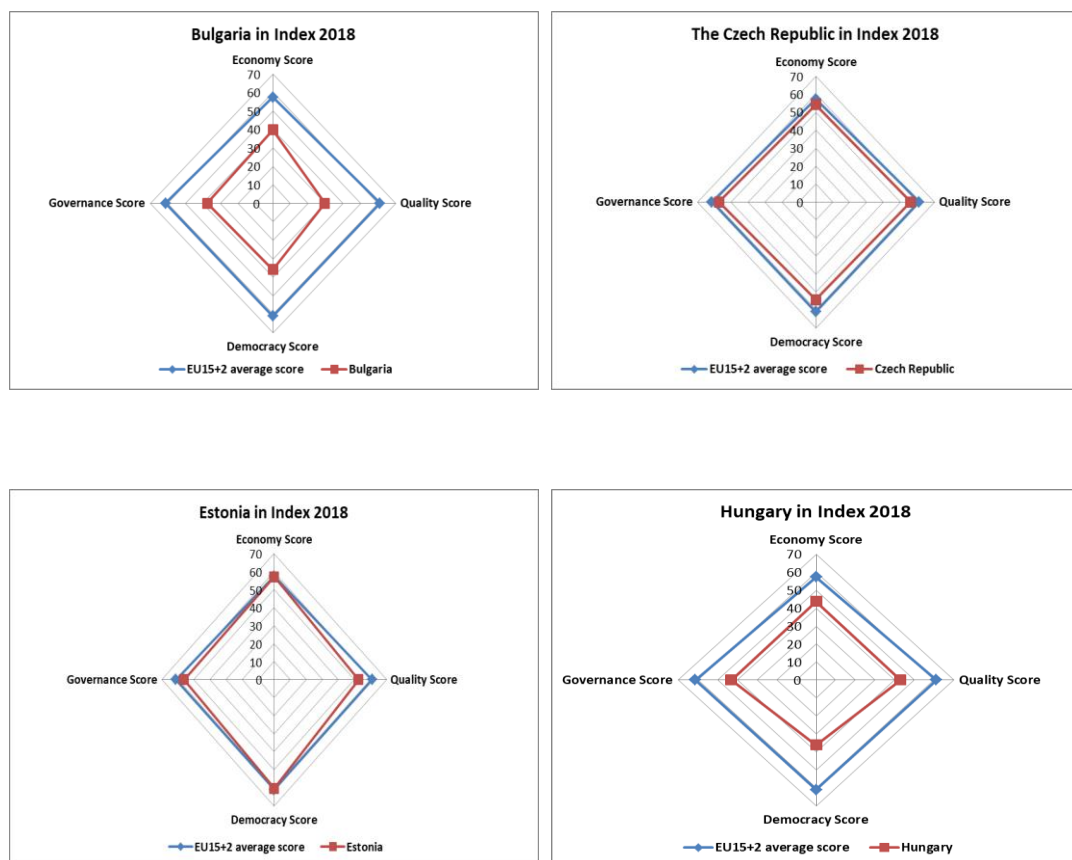 Bulgaria in Index 2018
Economy Score
70
60
50
40
30
20
10
0
Governance Score
Quality Score
Democracy Score
EU15+2 average score
Bulgaria
The Czech Republic in Index 2018
Economy Score
70
60
50
40
30
20
10
0
Governance Score
Quality Score
Democracy Score
EU15+2 average score
Czech Republic
Estonia in Index 2018
Economy Score
70
60
50
40
30
20
10
0
Governance Score
Quality Score
Democracy Score
EU15+2 average score
Estonia
Hungary in Index 2018
Economy Score
70
60
50
40
30
20
10
0
Governance Score
Quality Score
Democracy Score
EU15+2 average score
Hungary